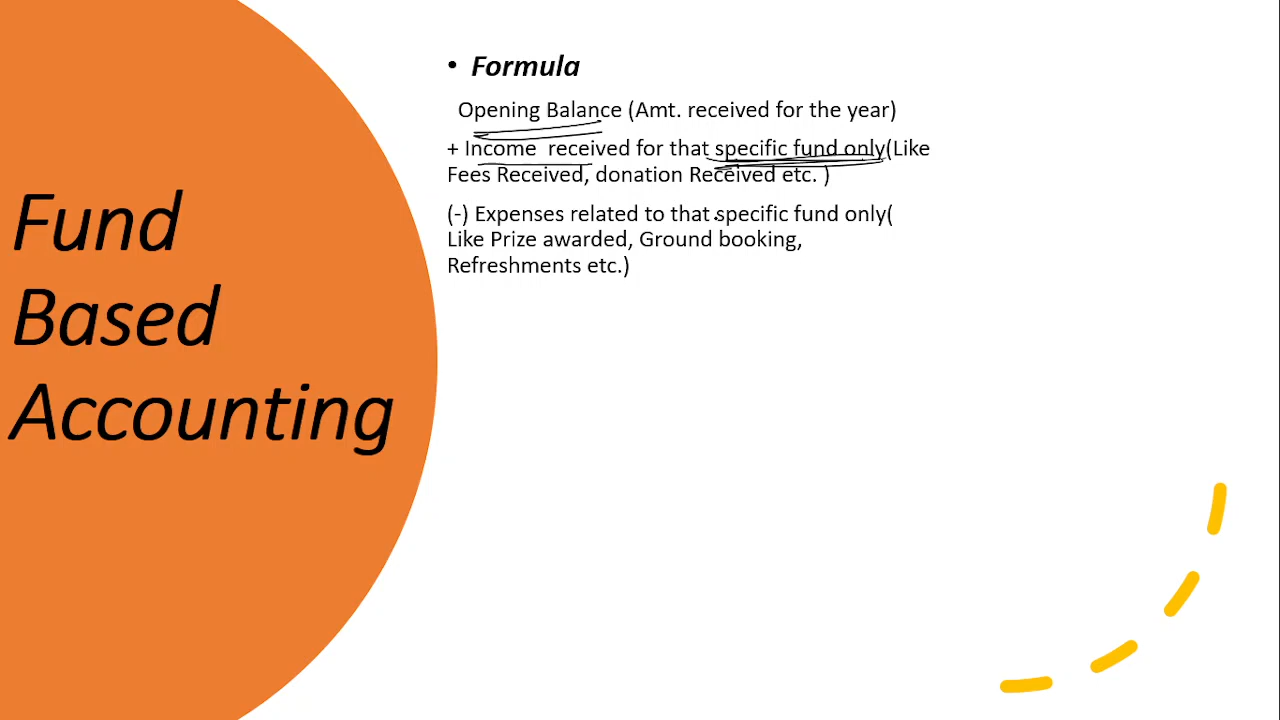 Fund
Based
Accounting
• Formula
Opening Balance (Amt. received for the year)
+ Income received for that specific fund only(Like
Fees Received, donation Received etc. )
(-) Expenses related to that specific fund only(
Like Prize awarded, Ground booking,
Refreshments etc.)